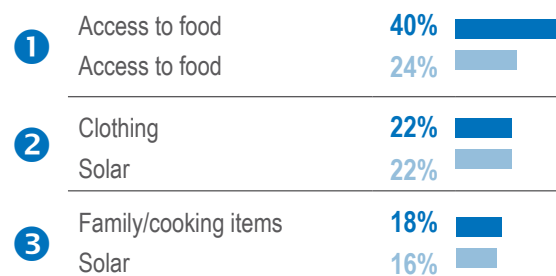 1
Access to food 40%
Access to food 24%
2
Clothing 22%
Solar 22%
3
Family/cooking items 18%
Solar 16%